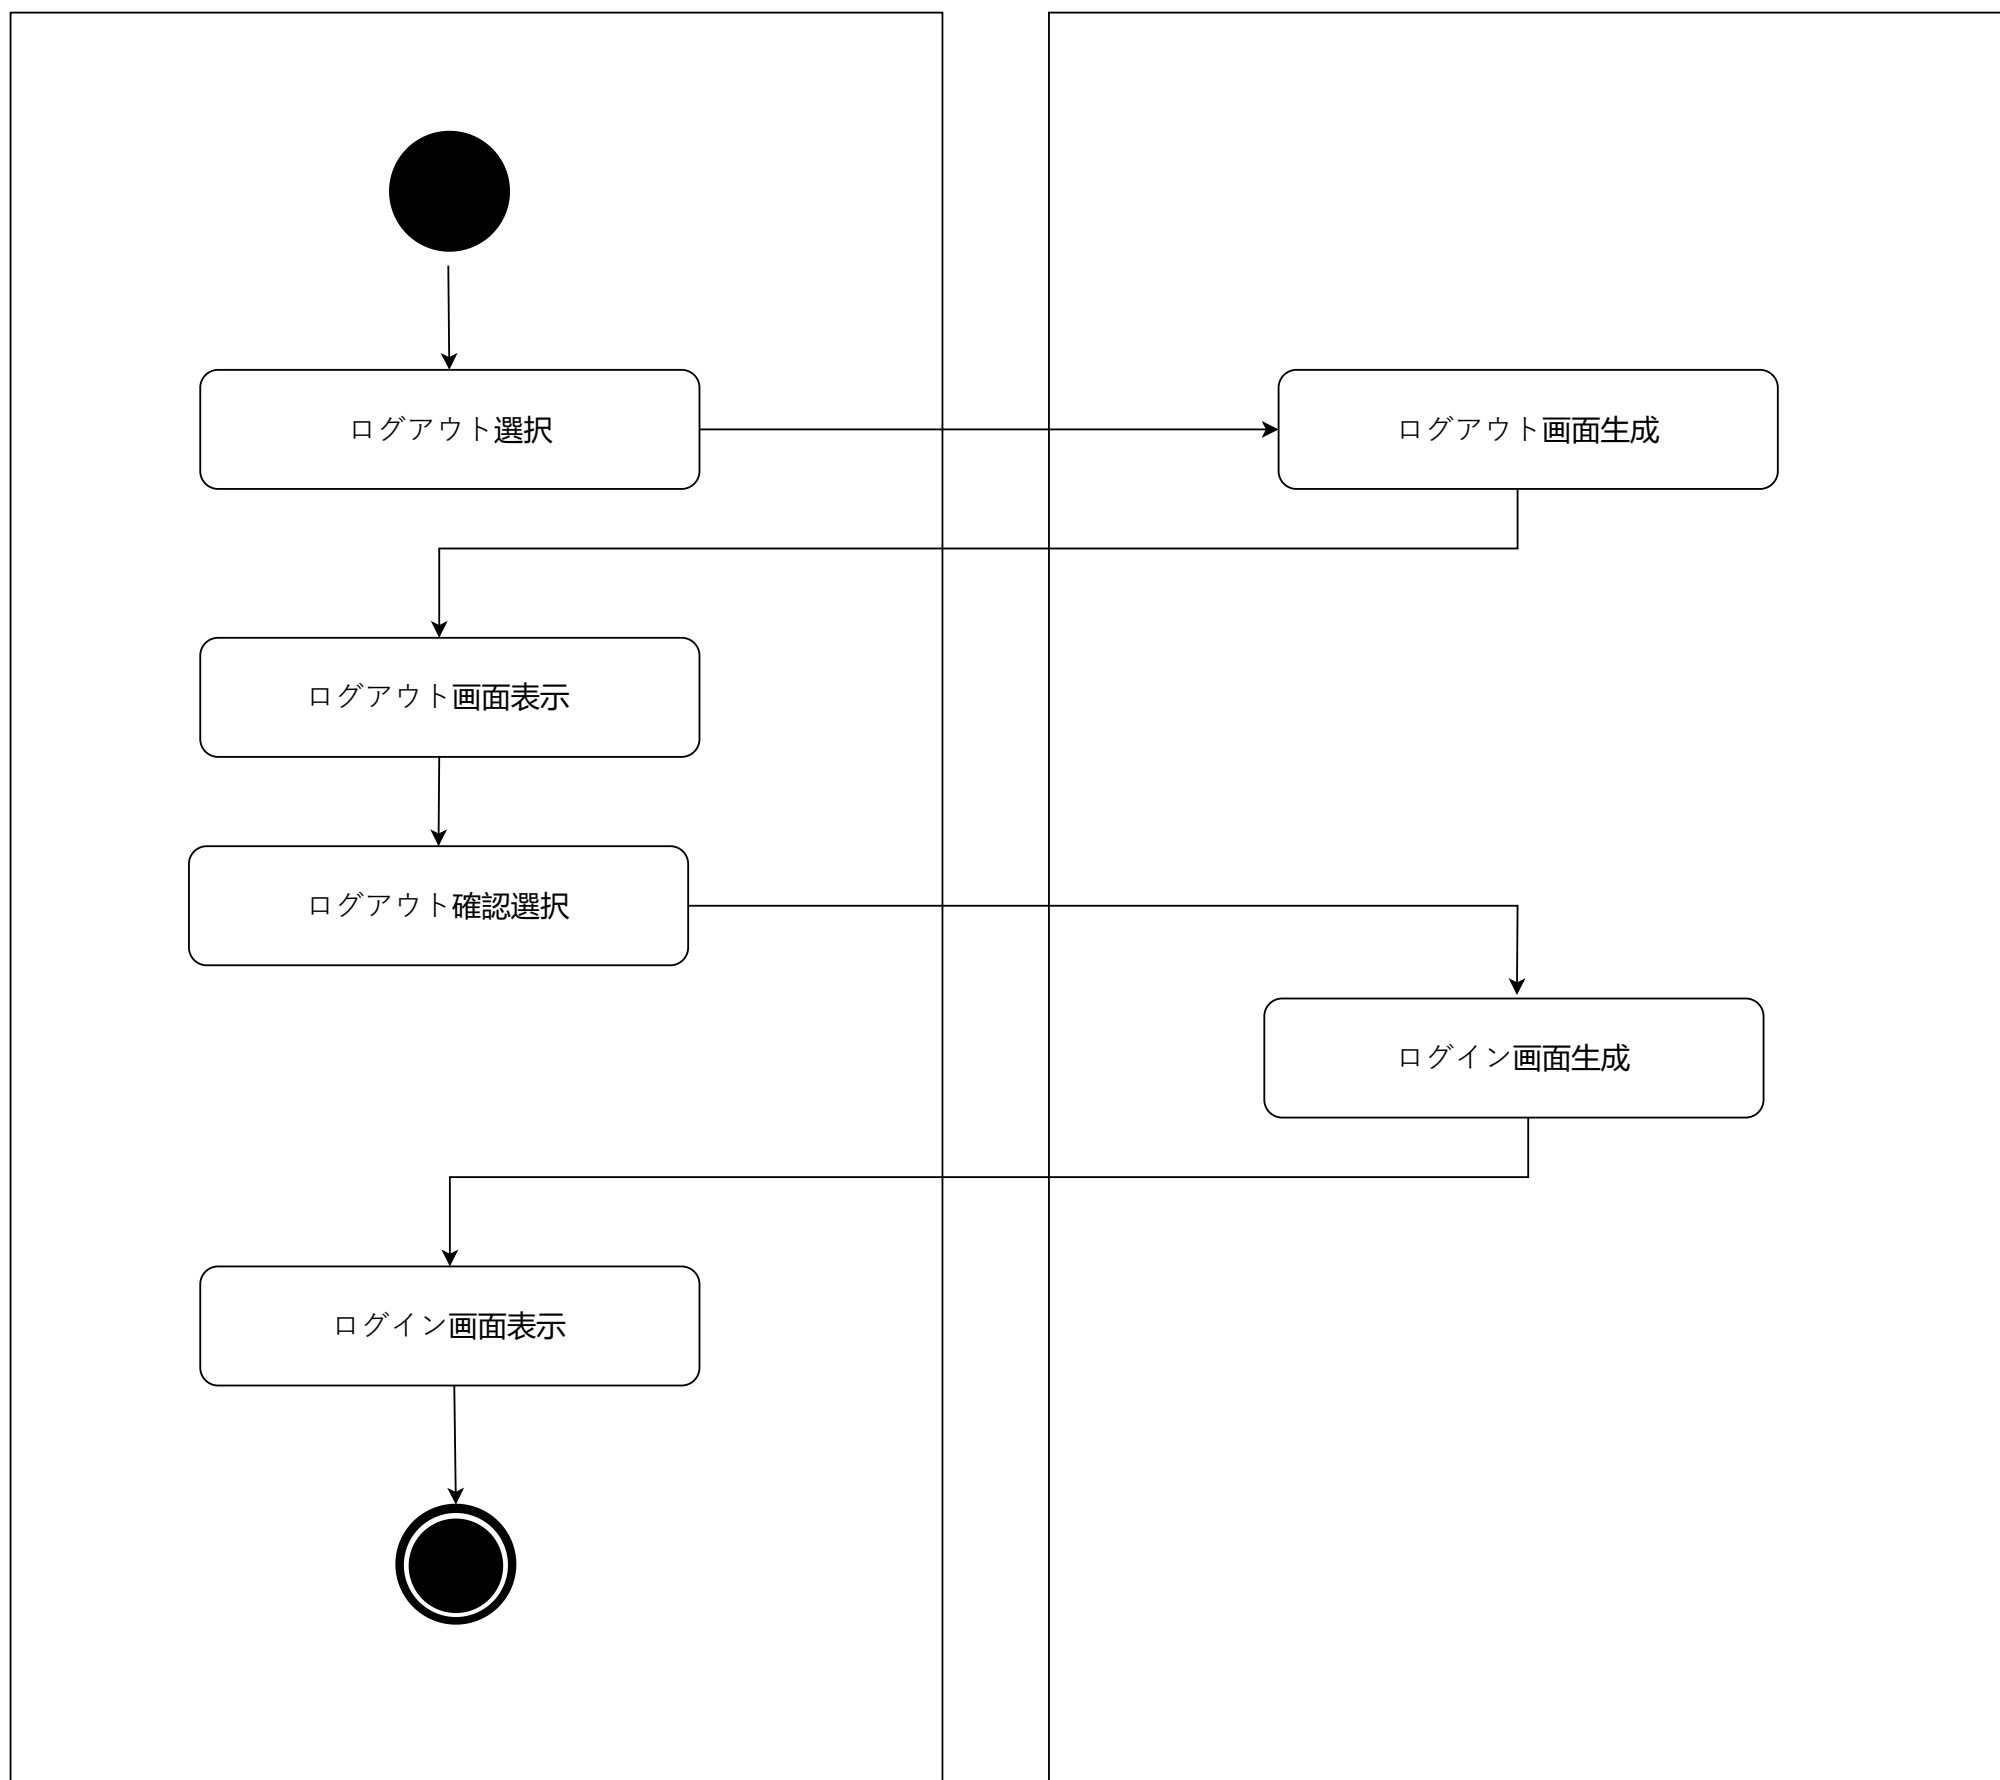 ログアウト選択
ログアウト画面生成
ログアウト画面表示
ログアウト確認選択
ログイン画面生成
ログイン画面表示